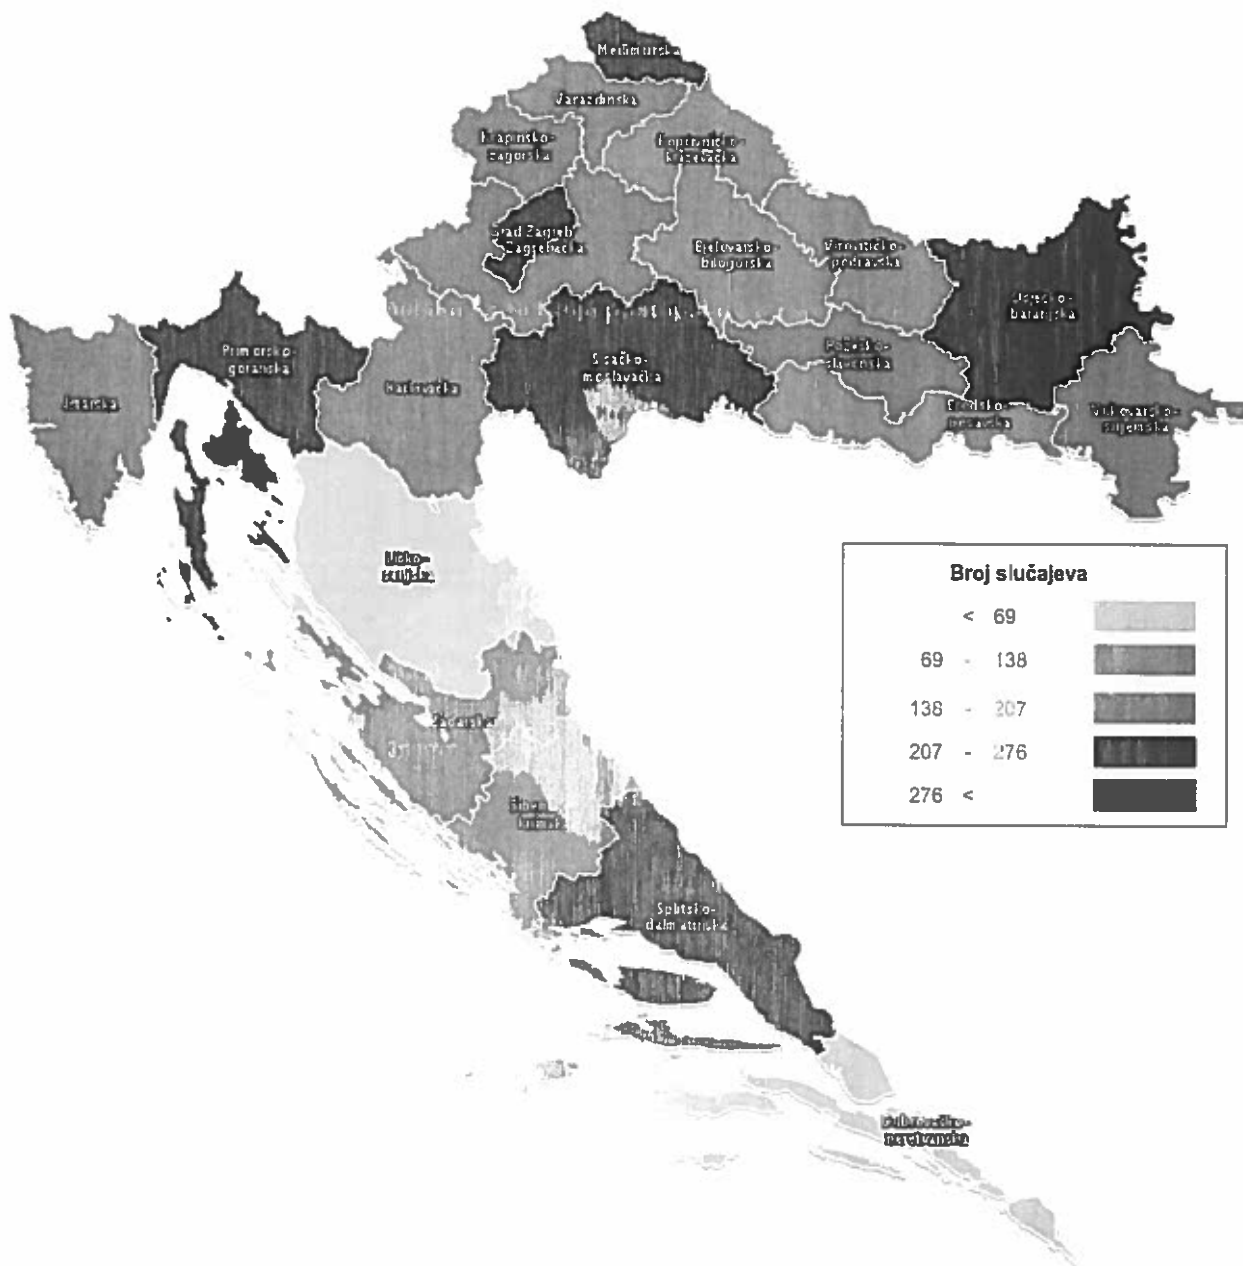 Međimurska
Varaždinska
Krapinsko-
zagorska
Koprivničko-
križevačka
Grad Zagreb
Zagrebačka
Bjelovarsko-
bilogorska
Virovitičko-
podravska
Osječko-
baranjska
Primorsko-
goranska
Istarska
Karlovačka
Sisačko-
moslavačka
Požeško-
slavonska
Brodsko-
posavska
Vukovarsko-
srijemska
Ličko-
senjska
Zadarska
kninska
Splitsko-
dalmatinska
Dubrovačko-
neretvanska
Broj slučajeva
< 69
69 - 138
138 - 207
207 - 276
276 <